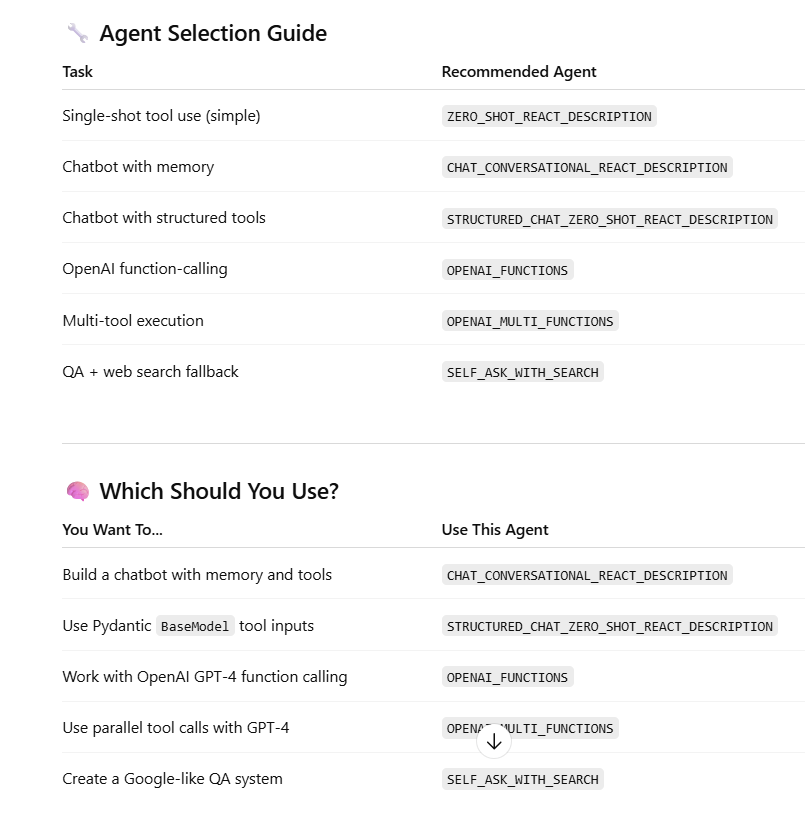 🔧 Agent Selection Guide
Task Recommended Agent
Single-shot tool use (simple) ZERO_SHOT_REACT_DESCRIPTION
Chatbot with memory CHAT_CONVERSATIONAL_REACT_DESCRIPTION
Chatbot with structured tools STRUCTURED_CHAT_ZERO_SHOT_REACT_DESCRIPTION
OpenAI function-calling OPENAI_FUNCTIONS
Multi-tool execution OPENAI_MULTI_FUNCTIONS
QA + web search fallback SELF_ASK_WITH_SEARCH
🧠 Which Should You Use?
You Want To... Use This Agent
Build a chatbot with memory and tools CHAT_CONVERSATIONAL_REACT_DESCRIPTION
Use Pydantic BaseModel tool inputs STRUCTURED_CHAT_ZERO_SHOT_REACT_DESCRIPTION
Work with OpenAI GPT-4 function calling OPENAI_FUNCTIONS
Use parallel tool calls with GPT-4 OPENAI_MULTI_FUNCTIONS
Create a Google-like QA system SELF_ASK_WITH_SEARCH